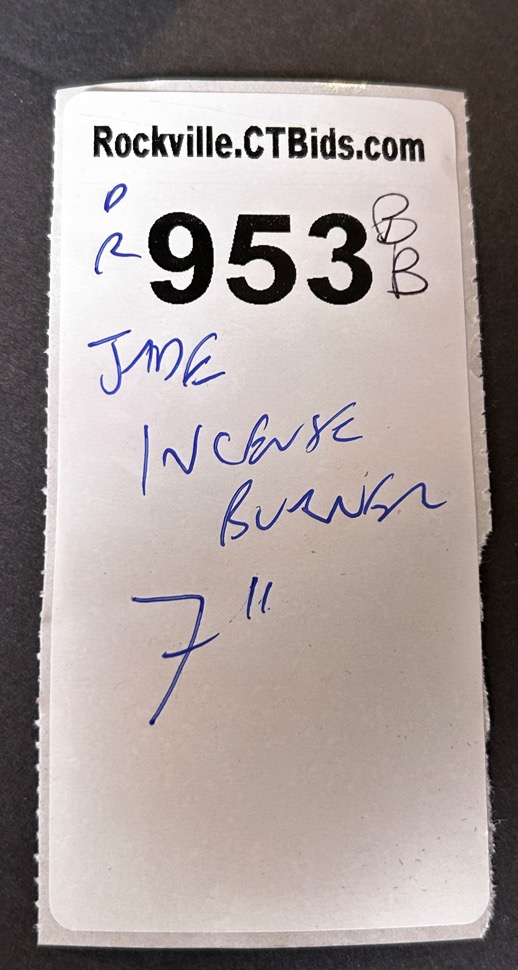 Rockville.CTBids.com
D
R 953 B
B
JADE
INCENSE
BURNER
7"